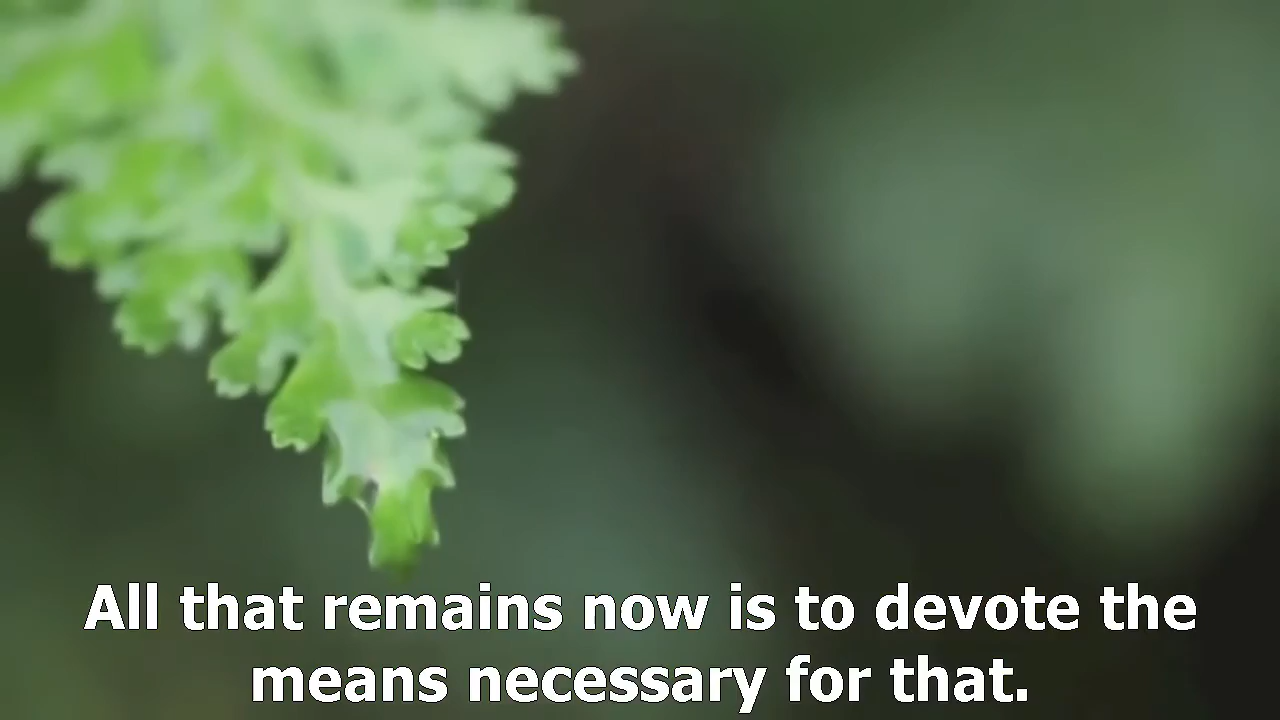 All that remains now is to devote the
means necessary for that.